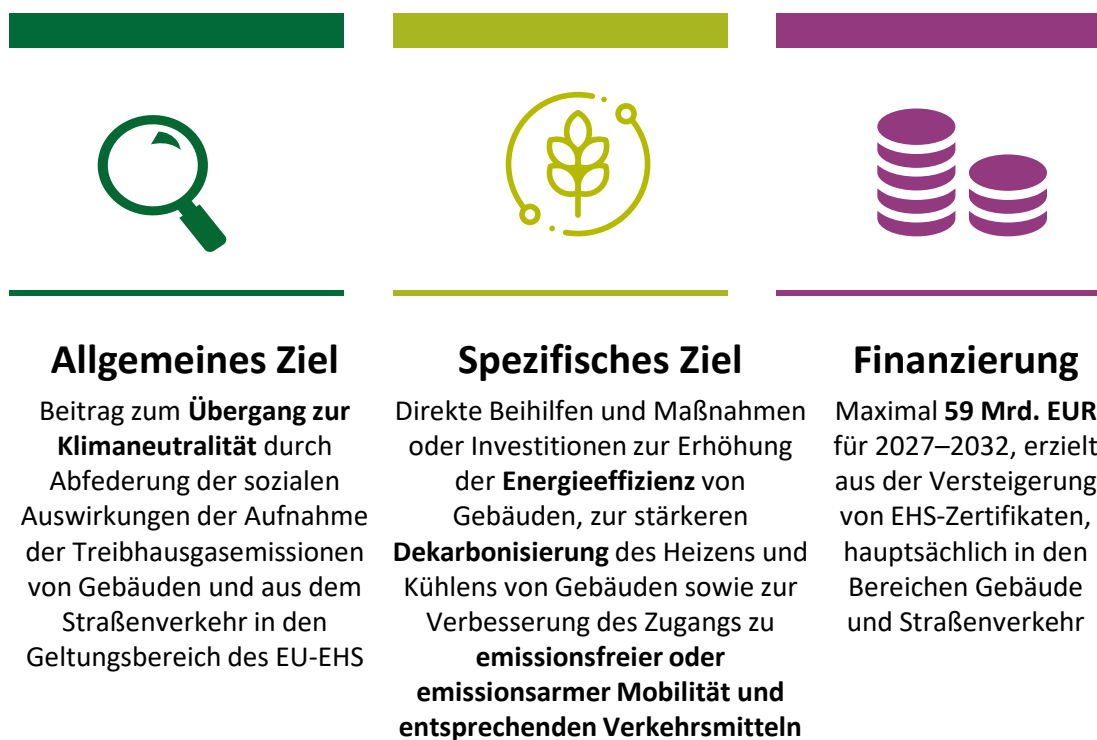 Allgemeines Ziel
Beitrag zum Übergang zur
Klimaneutralität durch
Abfederung der sozialen
Auswirkungen der Aufnahme
der Treibhausgasemissionen
von Gebäuden und aus dem
Straßenverkehr in den
Geltungsbereich des EU-EHS
Spezifisches Ziel
Direkte Beihilfen und Maßnahmen
oder Investitionen zur Erhöhung
der Energieeffizienz von
Gebäuden, zur stärkeren
Dekarbonisierung des Heizens und
Kühlens von Gebäuden sowie zur
Verbesserung des Zugangs zu
emissionsfreier oder
emissionsarmer Mobilität und
entsprechenden Verkehrsmitteln
Finanzierung
Maximal 59 Mrd. EUR
für 2027–2032, erzielt
aus der Versteigerung
von EHS-Zertifikaten,
hauptsächlich in den
Bereichen Gebäude
und Straßenverkehr